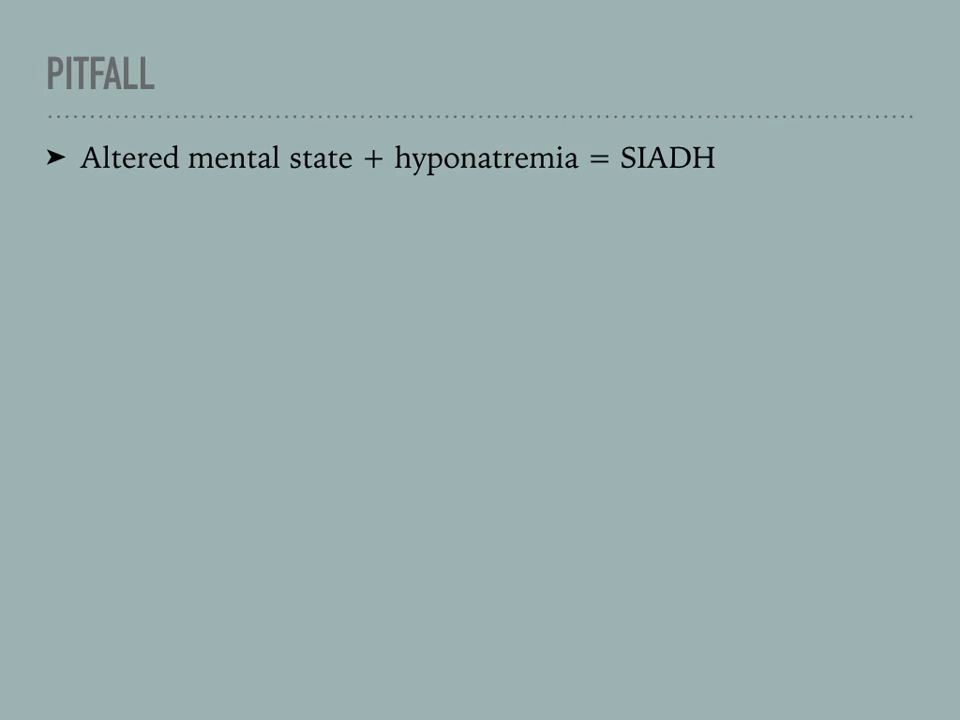 PITFALL
➤ Altered mental state + hyponatremia = SIADH